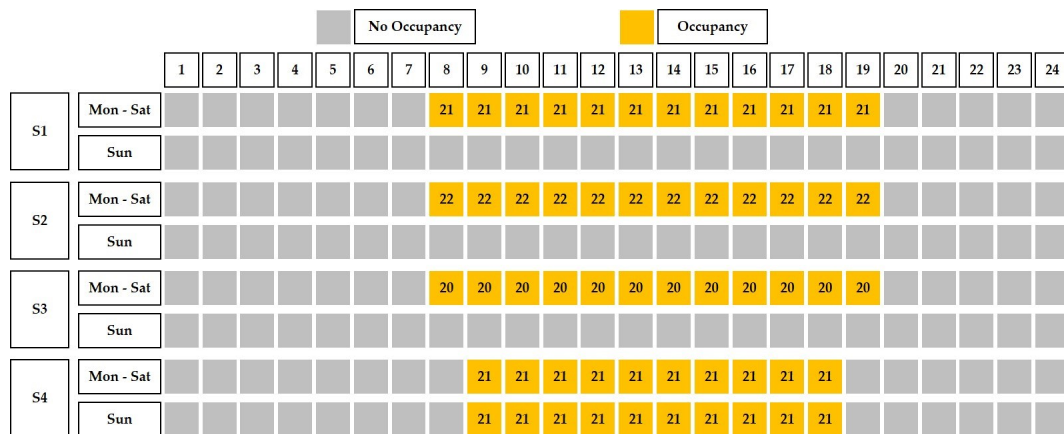 No Occupancy Occupancy
1 2 3 4 5 6 7 8 9 10 11 12 13 14 15 16 17 18 19 20 21 22 23 24
S1
Mon - Sat 21 21 21 21 21 21 21 21 21 21 21 21
Sun
S2
Mon - Sat 22 22 22 22 22 22 22 22 22 22 22 22
Sun
S3
Mon - Sat 20 20 20 20 20 20 20 20 20 20 20 20
Sun
S4
Mon - Sat 21 21 21 21 21 21 21 21 21 21
Sun 21 21 21 21 21 21 21 21 21 21